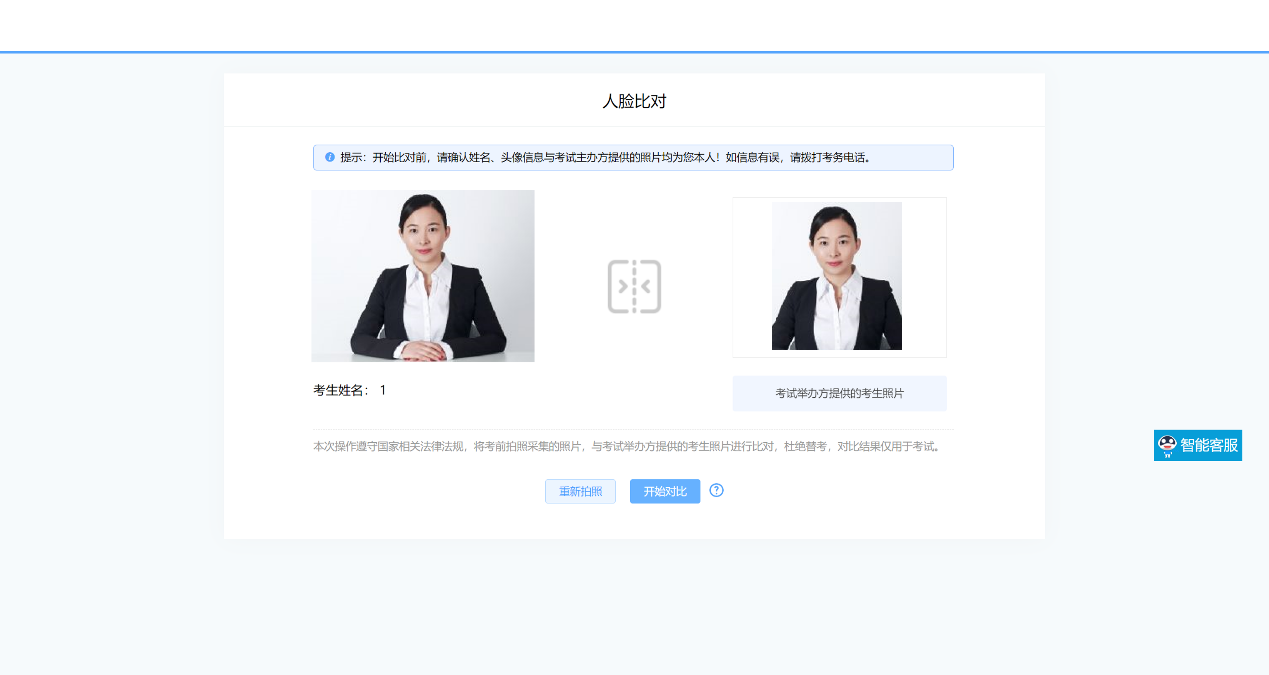 人脸比对
提示：开始比对前，请确认姓名、头像信息与考试主办方提供的照片均为您本人！如信息有误，请拨打考务电话。
考生姓名： 1
考试举办方提供的考生照片
本次操作遵守国家相关法律法规，将考前拍照采集的照片，与考试举办方提供的考生照片进行比对，杜绝替考，对比结果仅用于考试。
智能客服
重新拍照
开始对比